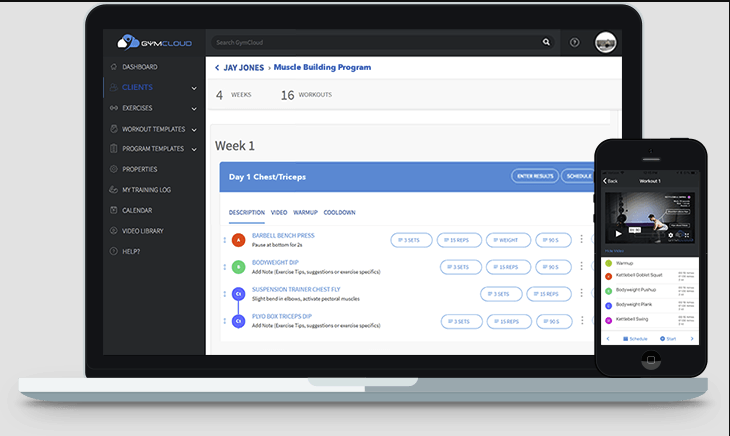 GYMCLOUD
Search GymCloud
DASHBOARD
CLIENTS
EXERCISES
WORKOUT TEMPLATES
PROGRAM TEMPLATES
PROPERTIES
MY TRAINING LOG
CALENDAR
VIDEO LIBRARY
HELP?
JAY JONES › Muscle Building Program
4 WEEKS 16 WORKOUTS
Week 1
Day 1 Chest/Triceps ENTER RESULTS SCHEDULE
DESCRIPTION VIDEO WARMUP COOLDOWN
A BARBELL BENCH PRESS 3 SETS 15 REPS WEIGHT 90 S
Pause at bottom for 2s
B BODYWEIGHT DIP 3 SETS 15 REPS 90 S
Add Note (Exercise Tips, suggestions or exercise specifics)
C1 SUSPENSION TRAINER CHEST FLY 3 SETS 15 REPS
Slight bend in elbows, activate pectoral muscles
PLYO BOX TRICEPS DIP 3 SETS 15 REPS 90 S
Add Note (Exercise Tips, suggestions or exercise specifics)
Back Workout 1
Hide Video
Warmup
Kettlebell Goblet Squat
Bodyweight Pushup
Bodyweight Plank
Kettlebell Swing
Schedule Start